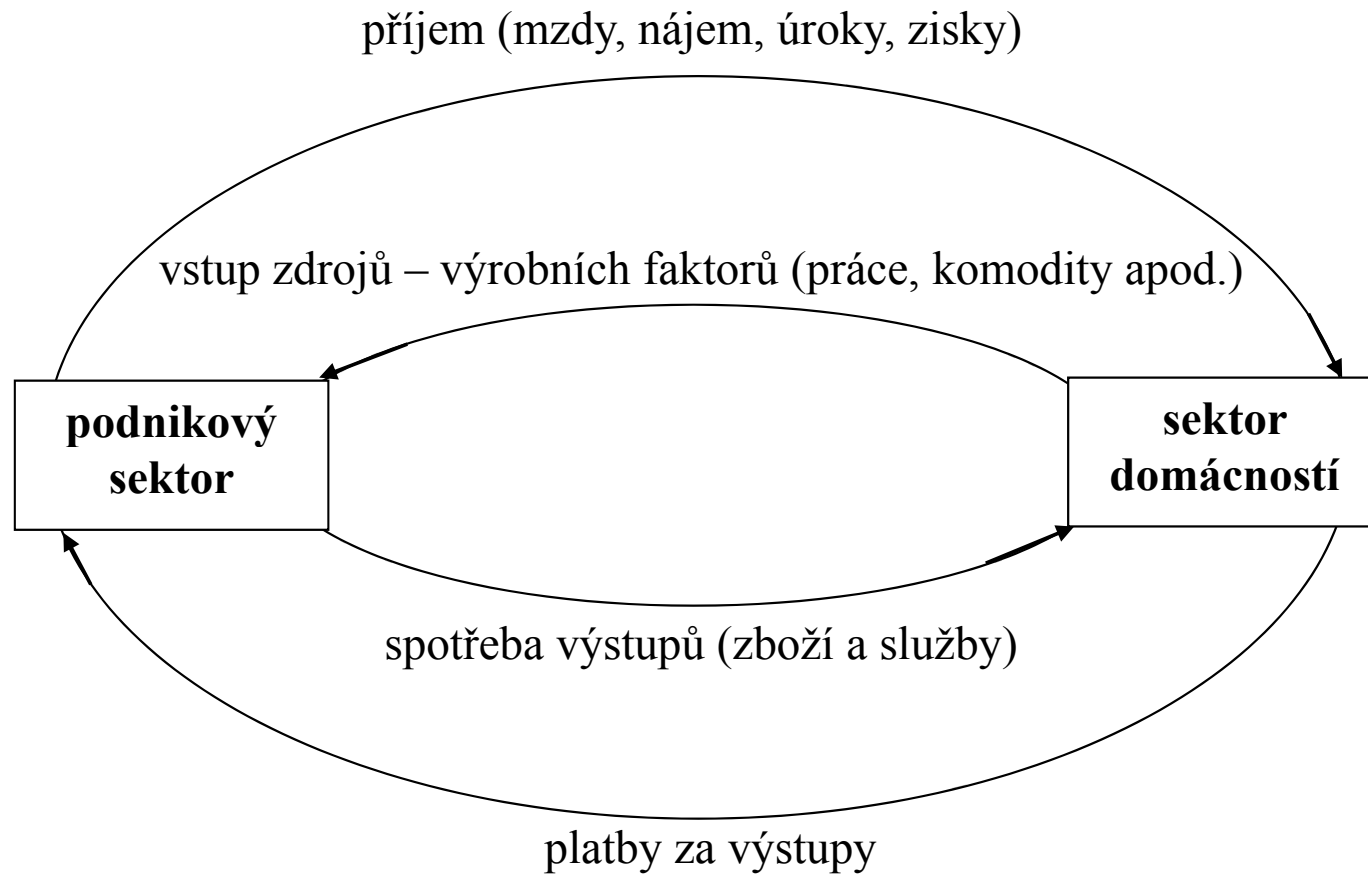 příjem (mzdy, nájem, úroky, zisky)
vstup zdrojů – výrobních faktorů (práce, komodity apod.)
podnikový
sektor
sektor
domácností
spotřeba výstupů (zboží a služby)
platby za výstupy